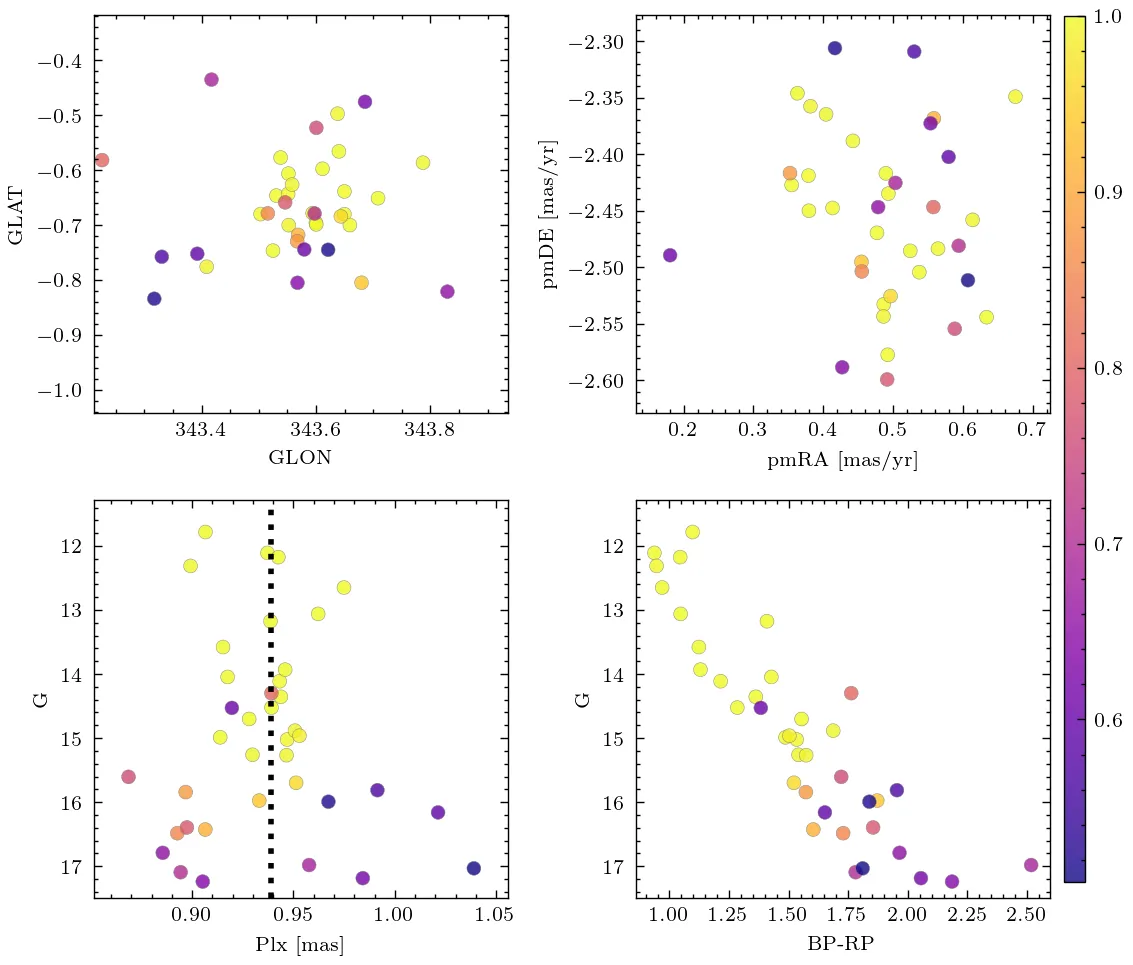 −0.4
−0.5
−0.6
−0.7
−0.8
−0.9
−1.0
GLAT
343.4 343.6 343.8
GLON
−2.30
−2.35
−2.40
−2.45
−2.50
−2.55
−2.60
pmDE [mas/yr]
0.2 0.3 0.4 0.5 0.6 0.7
pmRA [mas/yr]
1.0
0.9
0.8
0.7
0.6
12
13
14
15
16
17
G
0.90 0.95 1.00 1.05
Plx [mas]
12
13
14
15
16
17
G
1.00 1.25 1.50 1.75 2.00 2.25 2.50
BP-RP